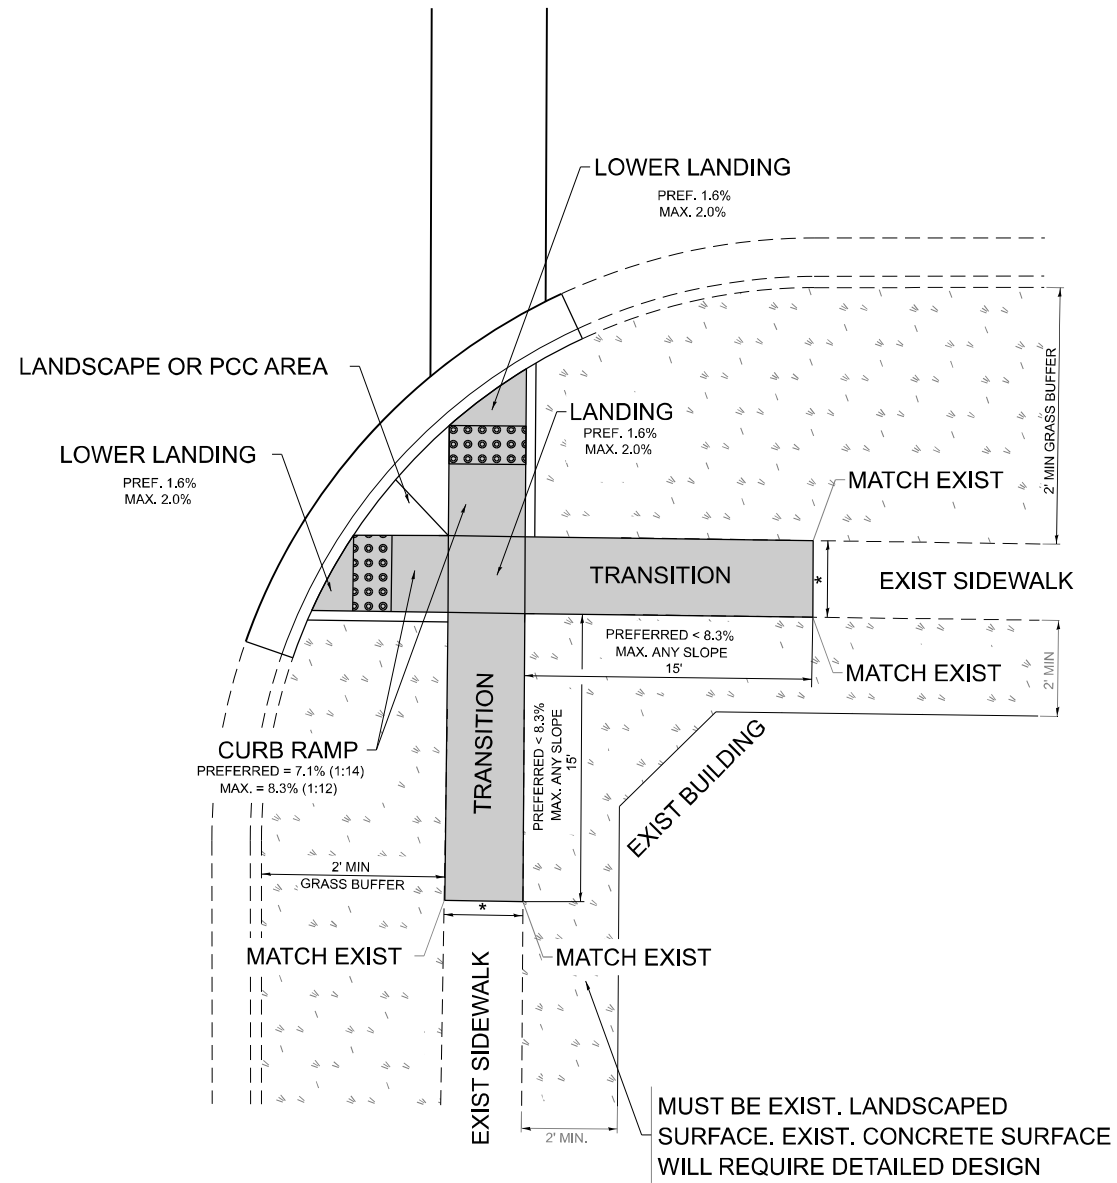 LOWER LANDING
PREF. 1.6%
MAX. 2.0%
LANDSCAPE OR PCC AREA
2' MIN GRASS BUFFER
LANDING
PREF. 1.6%
MAX. 2.0%
LOWER LANDING
PREF. 1.6%
MAX. 2.0%
MATCH EXIST
TRANSITION
*
EXIST SIDEWALK
PREFERRED < 8.3%
MAX. ANY SLOPE
15'
MATCH EXIST
2' MIN
TRANSITION
PREFERRED < 8.3%
MAX. ANY SLOPE
15'
CURB RAMP
PREFERRED = 7.1% (1:14)
MAX. = 8.3% (1:12)
EXIST BUILDING
2' MIN
GRASS BUFFER
*
MATCH EXIST
MATCH EXIST
EXIST SIDEWALK
2' MIN.
MUST BE EXIST. LANDSCAPED
SURFACE. EXIST. CONCRETE SURFACE
WILL REQUIRE DETAILED DESIGN